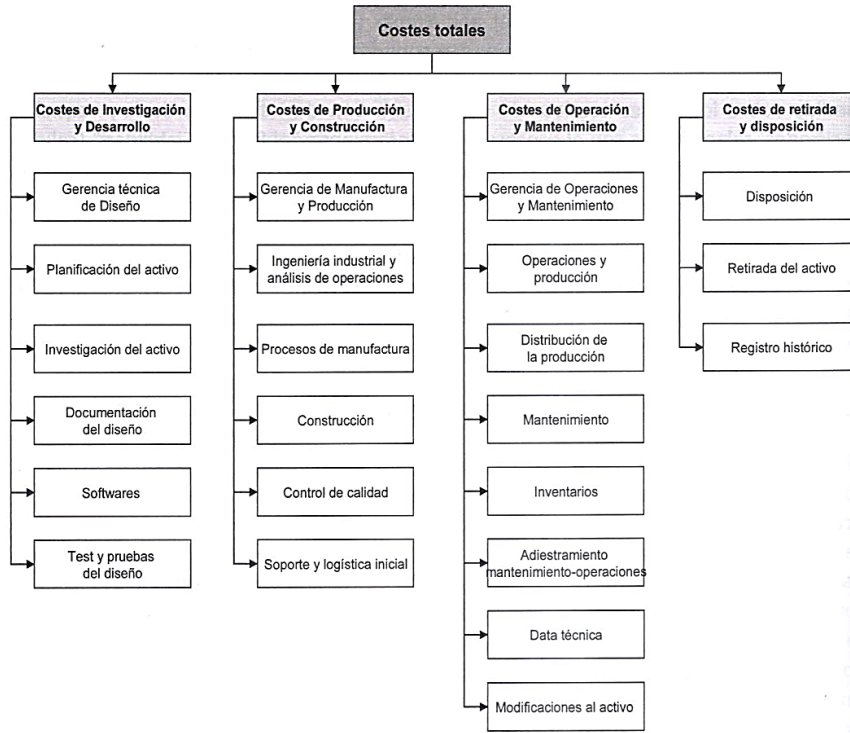 Costes totales
Costes de Investigación
y Desarrollo
Gerencia técnica
de Diseño
Planificación del activo
Investigación del activo
Documentación
del diseño
Softwares
Test y pruebas
del diseño
Costes de Producción
y Construcción
Gerencia de Manufactura
y Producción
Ingeniería industrial y
análisis de operaciones
Procesos de manufactura
Construcción
Control de calidad
Soporte y logística inicial
Costes de Operación
y Mantenimiento
Gerencia de Operaciones
y Mantenimiento
Operaciones y
producción
Distribución de
la producción
Mantenimiento
Inventarios
Adiestramiento
mantenimiento-operaciones
Data técnica
Modificaciones al activo
Costes de retirada
y disposición
Disposición
Retirada del activo
Registro histórico